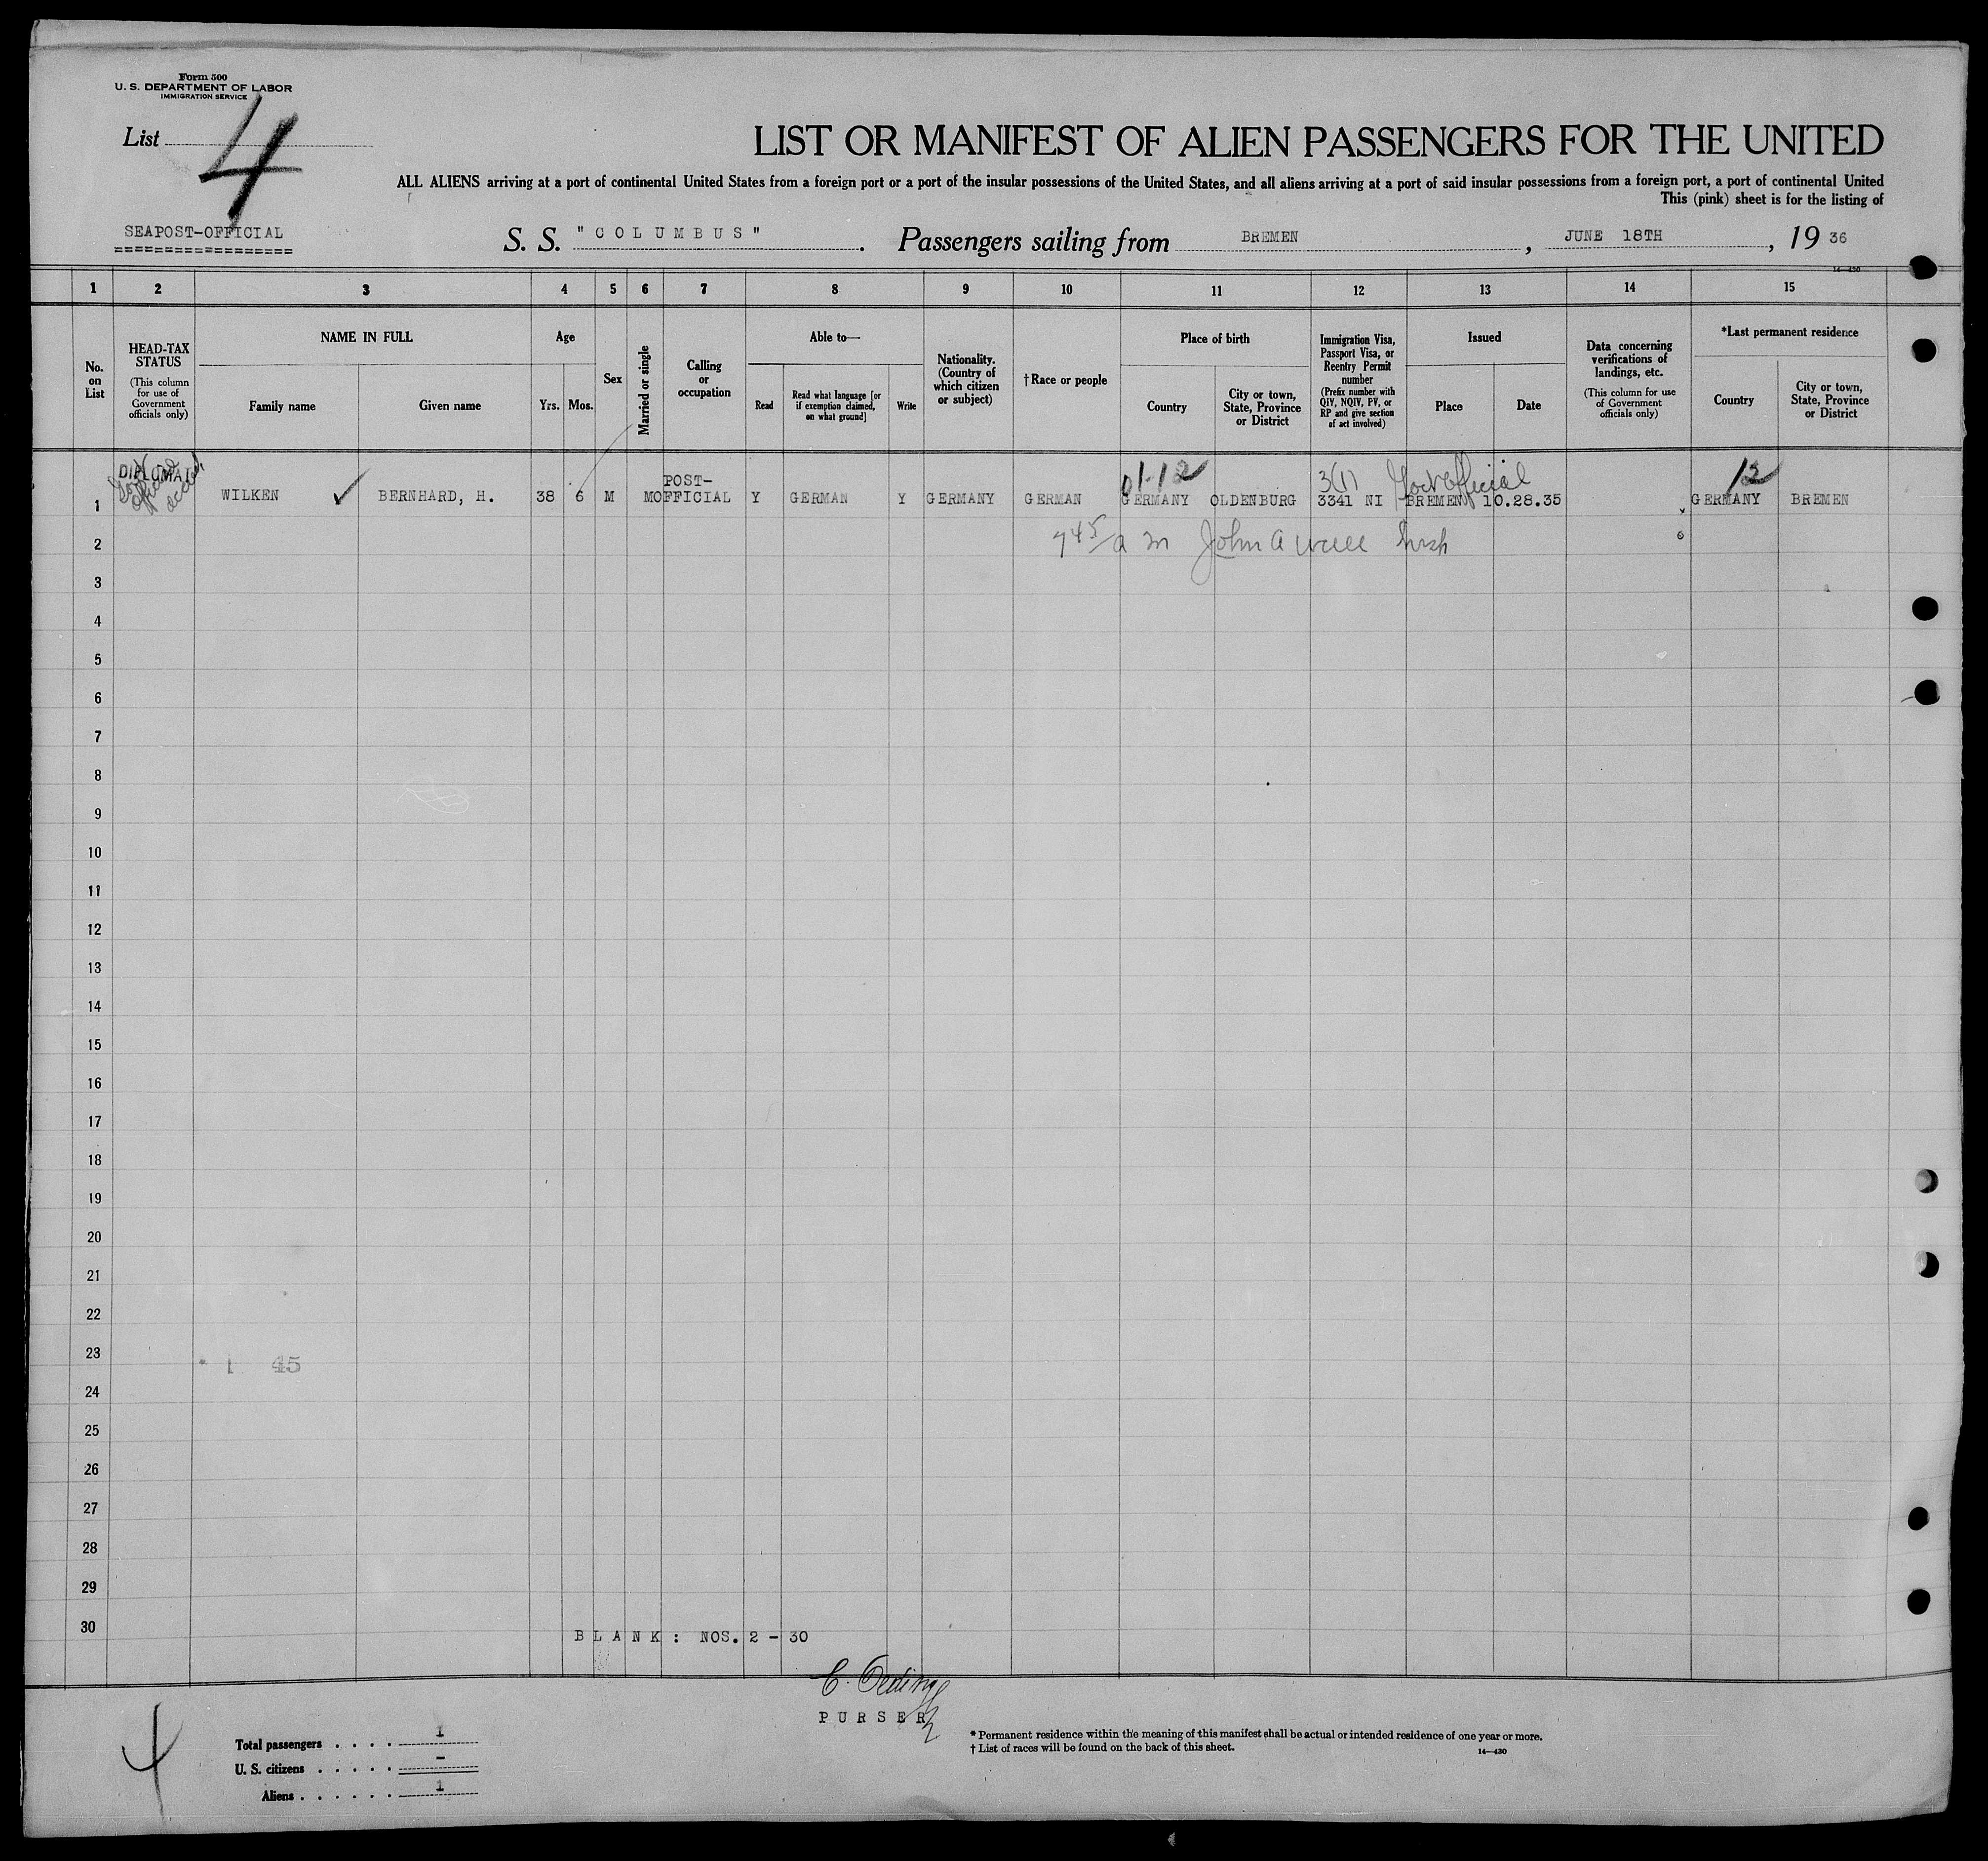 Form 500
U. S. DEPARTMENT OF LABOR
IMMIGRATION SERVICE
List 4
LIST OR MANIFEST OF ALIEN PASSENGERS FOR THE UNITED
ALL ALIENS arriving at a port of continental United States from a foreign port or a port of the insular possessions of the United States, and all aliens arriving at a port of said insular possessions from a foreign port, a port of continental United
This (pink) sheet is for the listing of
SEAPOST-OFFICIAL
S. S. "COLUMBUS". Passengers sailing from BREMEN, JUNE 18TH, 19 36
14—430
1 2 3 4 5 6 7 8 9 10 11 12 13 14 15
No. on List
HEAD-TAX STATUS
(This column for use of Government officials only)
NAME IN FULL
Family name
Given name
Age
Yrs. Mos.
Sex
Married or single
Calling or occupation
Able to—
Read
Read what language [or if exemption claimed, on what ground]
Write
Nationality. (Country of which citizen or subject)
†Race or people
Place of birth
Country
City or town, State, Province or District
Immigration Visa, Passport Visa, or Reentry Permit number
(Prefix number with QIV, NQIV, PV, or RP and give section of act involved)
Issued
Place
Date
Data concerning verifications of landings, etc.
(This column for use of Government officials only)
*Last permanent residence
Country
City or town, State, Province or District
DIPLOMAT
01-12 3(1) Govt Official 12
1 WILKEN ✓ BERNHARD, H. 38 6 M M POST-OFFICIAL Y GERMAN Y GERMANY GERMAN GERMANY OLDENBURG 3341 NI BREMEN 10.28.35 GERMANY BREMEN
2 7 45/a m John A Insp
3
4
5
6
7
8
9
10
11
12
13
14
15
16
17
18
19
20
21
22
23
45
24
25
26
27
28
29
30
BLANK: NOS. 2 - 30
PURSER
4
Total passengers . . . . 1
U. S. citizens . . . . . –
Aliens . . . . . . 1
* Permanent residence within the meaning of this manifest shall be actual or intended residence of one year or more.
† List of races will be found on the back of this sheet.
14—430